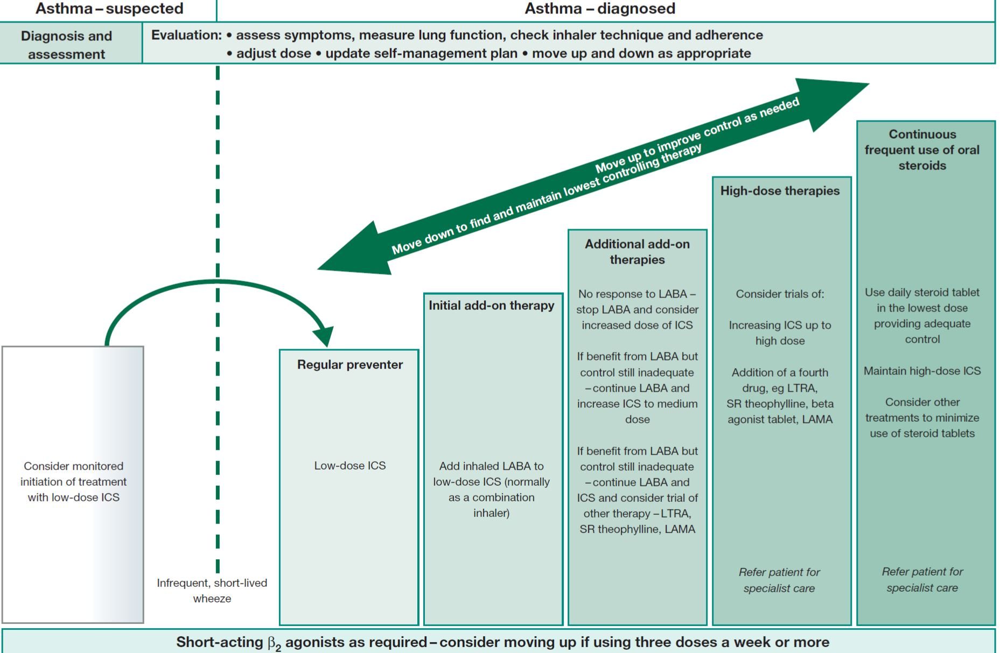 Asthma – suspected
Asthma – diagnosed
Diagnosis and
assessment
Evaluation: • assess symptoms, measure lung function, check inhaler technique and adherence
• adjust dose • update self-management plan • move up and down as appropriate
Move up to improve control as needed
Move down to find and maintain lowest controlling therapy
Consider monitored
initiation of treatment
with low-dose ICS
Infrequent, short-lived
wheeze
Regular preventer
Low-dose ICS
Initial add-on therapy
Add inhaled LABA to
low-dose ICS (normally
as a combination
inhaler)
Additional add-on
therapies
No response to LABA –
stop LABA and consider
increased dose of ICS
If benefit from LABA but
control still inadequate
– continue LABA and
increase ICS to medium
dose
If benefit from LABA but
control still inadequate
– continue LABA and
ICS and consider trial of
other therapy – LTRA,
SR theophylline, LAMA
High-dose therapies
Consider trials of:
Increasing ICS up to
high dose
Addition of a fourth
drug, eg LTRA,
SR theophylline, beta
agonist tablet, LAMA
Refer patient for
specialist care
Continuous
frequent use of oral
steroids
Use daily steroid tablet
in the lowest dose
providing adequate
control
Maintain high-dose ICS
Consider other
treatments to minimize
use of steroid tablets
Refer patient for
specialist care
Short-acting β₂ agonists as required – consider moving up if using three doses a week or more